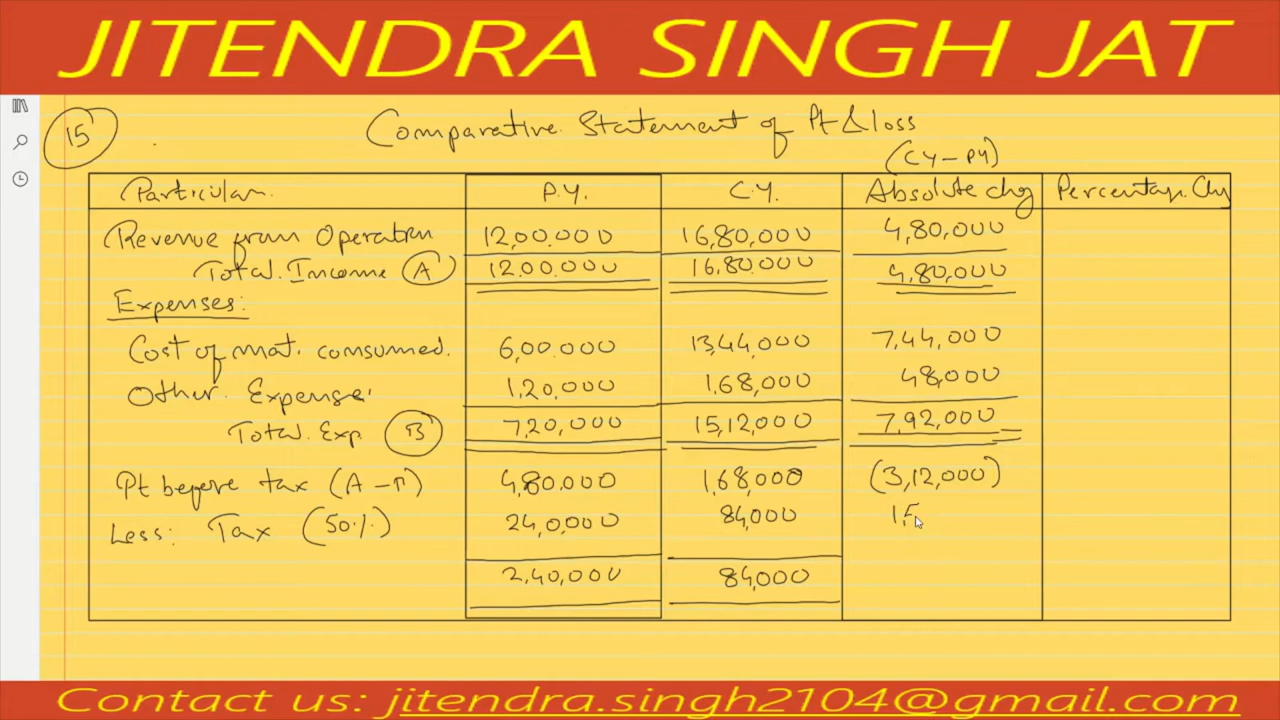 JITENDRA SINGH JAT
15 Comparative Statement of Pt & loss
(CY - PY)
Particular P.Y. C.Y. Absolute chg Percentage Chg
Revenue from Operation 12,00,000 16,80,000 4,80,000
Total Income (A) 12,00,000 16,80,000 4,80,000
Expenses:
Cost of mat. consumed. 6,00,000 13,44,000 7,44,000
Other Expense 1,20,000 1,68,000 48,000
Total Exp (B) 7,20,000 15,12,000 7,92,000
Pt before tax (A - B) 4,80,000 1,68,000 (3,12,000)
Less: Tax (50%) 24,0,000 84,000 1,5
2,40,000 84,000
Contact us: jitendra.singh2104@gmail.com